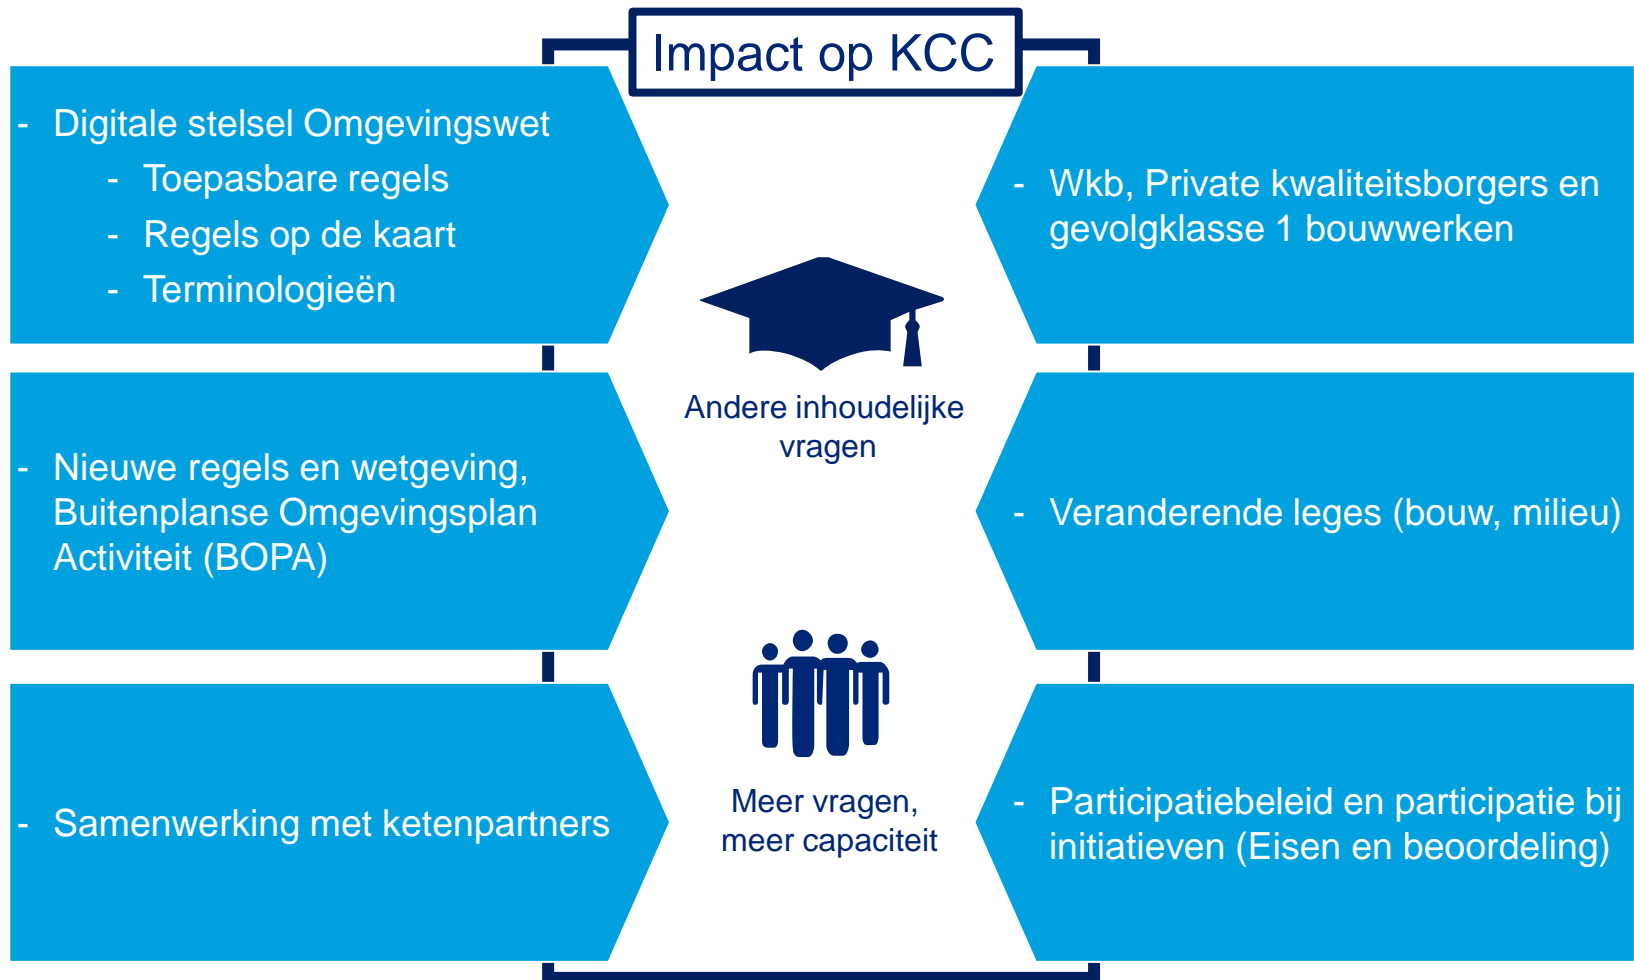 Impact op KCC
- Digitale stelsel Omgevingswet
- Toepasbare regels
- Regels op de kaart
- Terminologieën
- Nieuwe regels en wetgeving,
Buitenplanse Omgevingsplan
Activiteit (BOPA)
- Samenwerking met ketenpartners
Andere inhoudelijke
vragen
Meer vragen,
meer capaciteit
- Wkb, Private kwaliteitsborgers en
gevolgklasse 1 bouwwerken
- Veranderende leges (bouw, milieu)
- Participatiebeleid en participatie bij
initiatieven (Eisen en beoordeling)